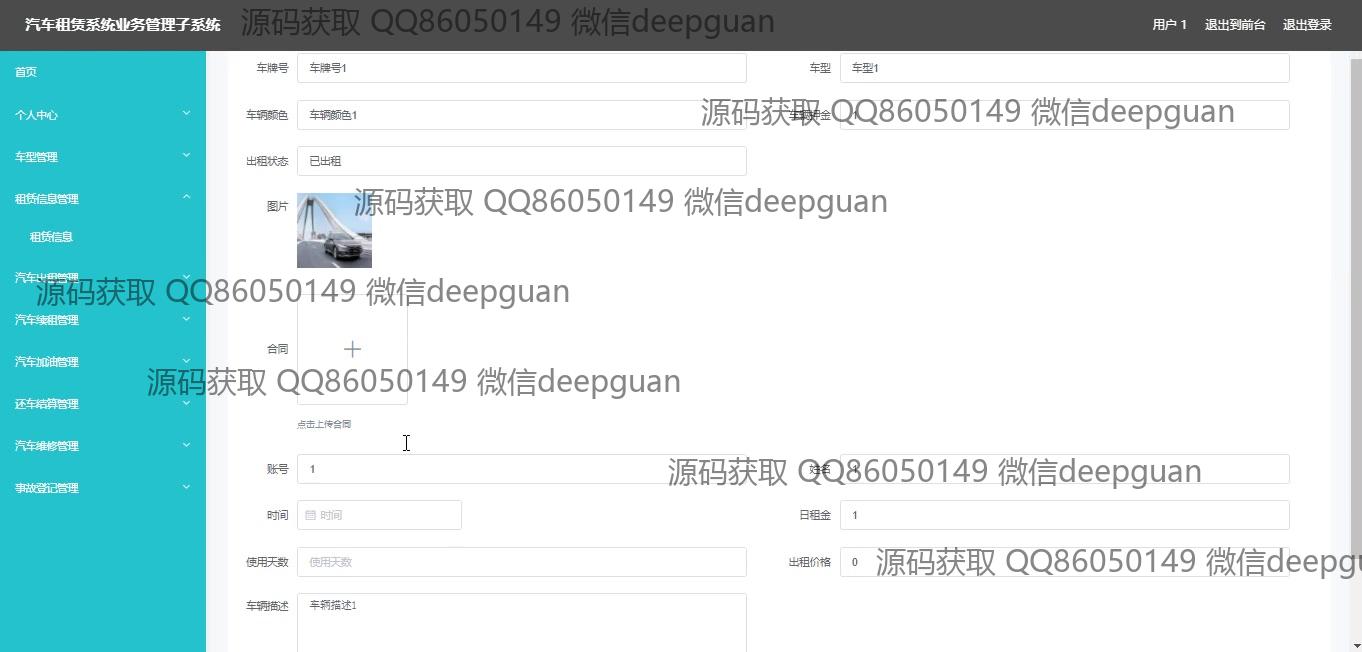 汽车租赁系统业务管理子系统 源码获取 QQ86050149 微信deepguan 用户 1 退出到前台 退出登录
首页
个人中心
车型管理
租赁信息管理
租赁信息
汽车出租管理
汽车续租管理
汽车加油管理
还车结算管理
汽车维修管理
事故登记管理
车牌号 车牌号1 车型 车型1
车辆颜色 车辆颜色1 车辆押金 1
源码获取 QQ86050149 微信deepguan
出租状态 已出租
图片
源码获取 QQ86050149 微信deepguan
源码获取 QQ86050149 微信deepguan
合同
源码获取 QQ86050149 微信deepguan
点击上传合同
账号 1 姓名 1
源码获取 QQ86050149 微信deepguan
时间 时间 日租金 1
使用天数 使用天数 出租价格 0
源码获取 QQ86050149 微信deepgu
车辆描述 车辆描述1